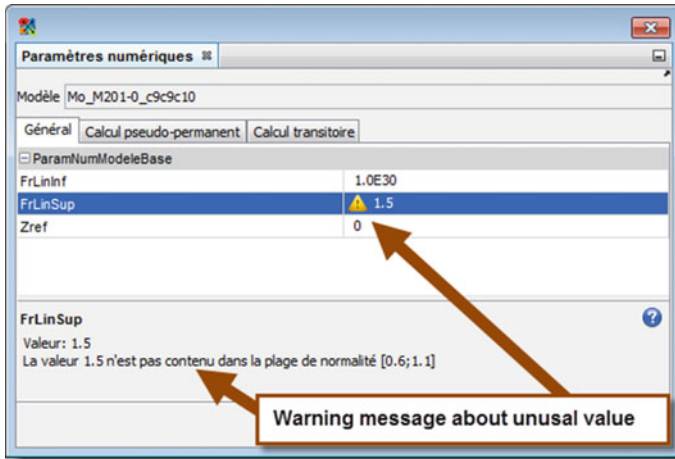 Paramètres numériques
Modèle Mo_M201-0_c9c9c10
Général Calcul pseudo-permanent Calcul transitoire
ParamNumModeleBase
FrLinInf 1.0E30
FrLinSup 1.5
Zref 0
FrLinSup
Valeur: 1.5
La valeur 1.5 n'est pas contenu dans la plage de normalité [0.6;1.1]
Warning message about unusal value